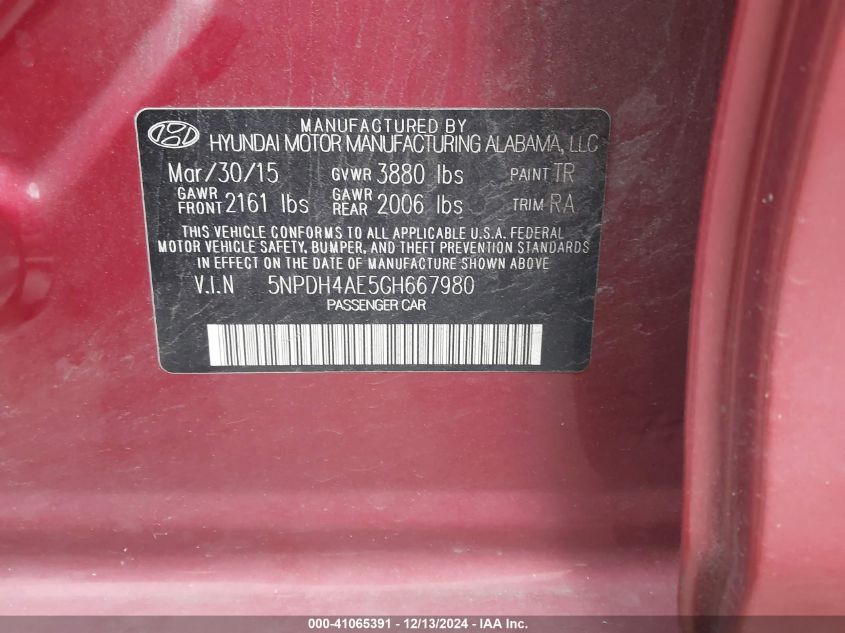 MANUFACTURED BY
HYUNDAI MOTOR MANUFACTURING ALABAMA, LLC
Mar/30/15 GVWR 3880 lbs PAINT TR
GAWR FRONT 2161 lbs GAWR REAR 2006 lbs TRIM RA
THIS VEHICLE CONFORMS TO ALL APPLICABLE U.S.A. FEDERAL
MOTOR VEHICLE SAFETY, BUMPER, AND THEFT PREVENTION STANDARDS
IN EFFECT ON THE DATE OF MANUFACTURE SHOWN ABOVE.
V.I.N 5NPDH4AE5GH667980
PASSENGER CAR
000-41065391 - 12/13/2024 - IAA Inc.